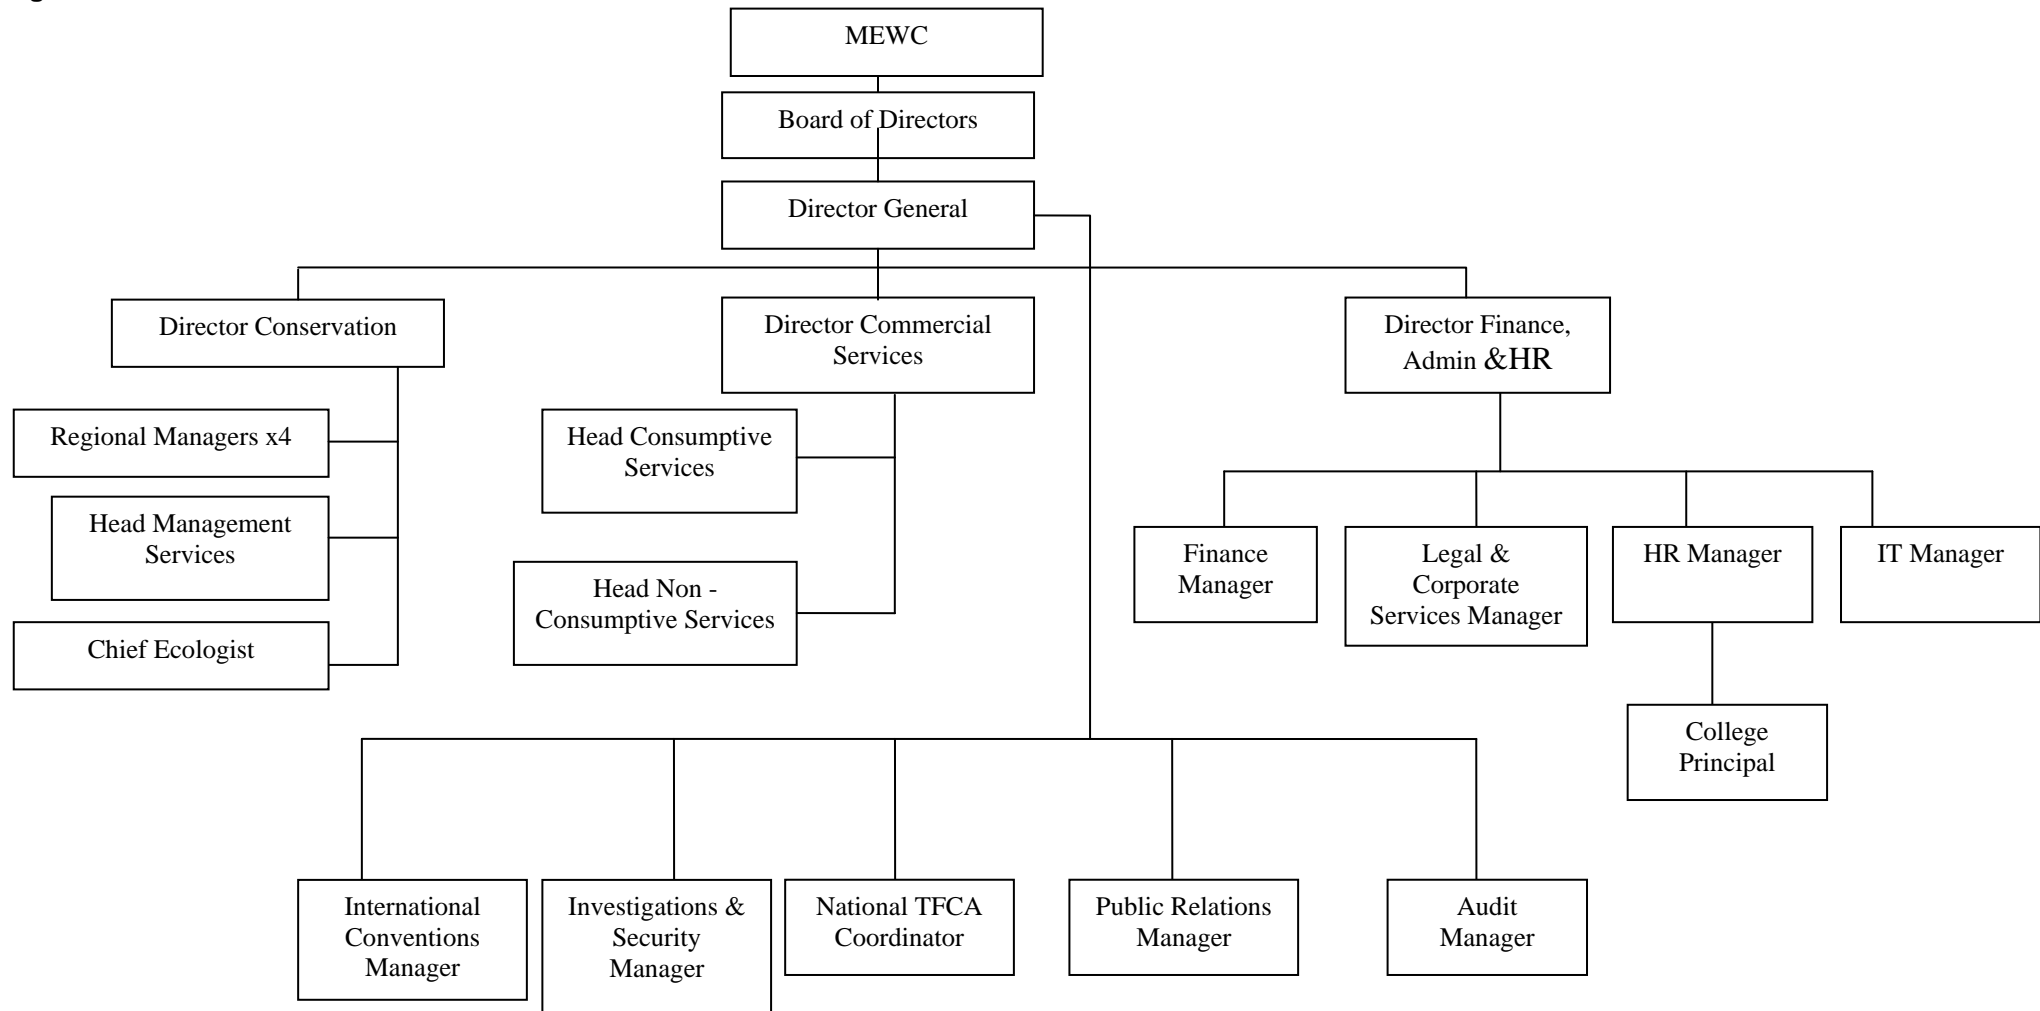 MEWC
Board of Directors
Director General
Director Conservation
Director Commercial
Services
Director Finance,
Admin &HR
Regional Managers x4
Head Management
Services
Chief Ecologist
Head Consumptive
Services
Head Non -
Consumptive Services
Finance
Manager
Legal &
Corporate
Services Manager
HR Manager
IT Manager
College
Principal
International
Conventions
Manager
Investigations &
Security
Manager
National TFCA
Coordinator
Public Relations
Manager
Audit
Manager